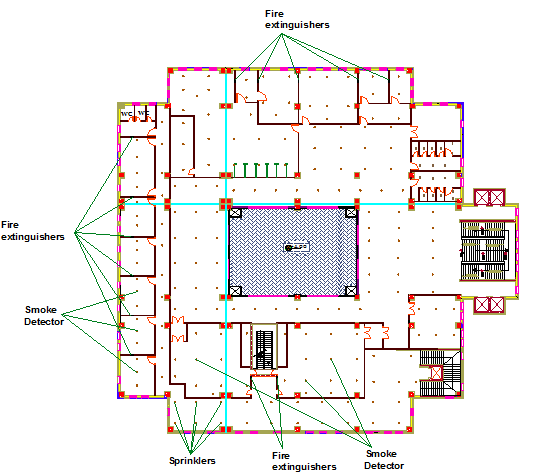 Fire
extinguishers
WC WC
Fire
extinguishers
Smoke
Detector
Sprinklers
Fire
extinguishers
Smoke
Detector